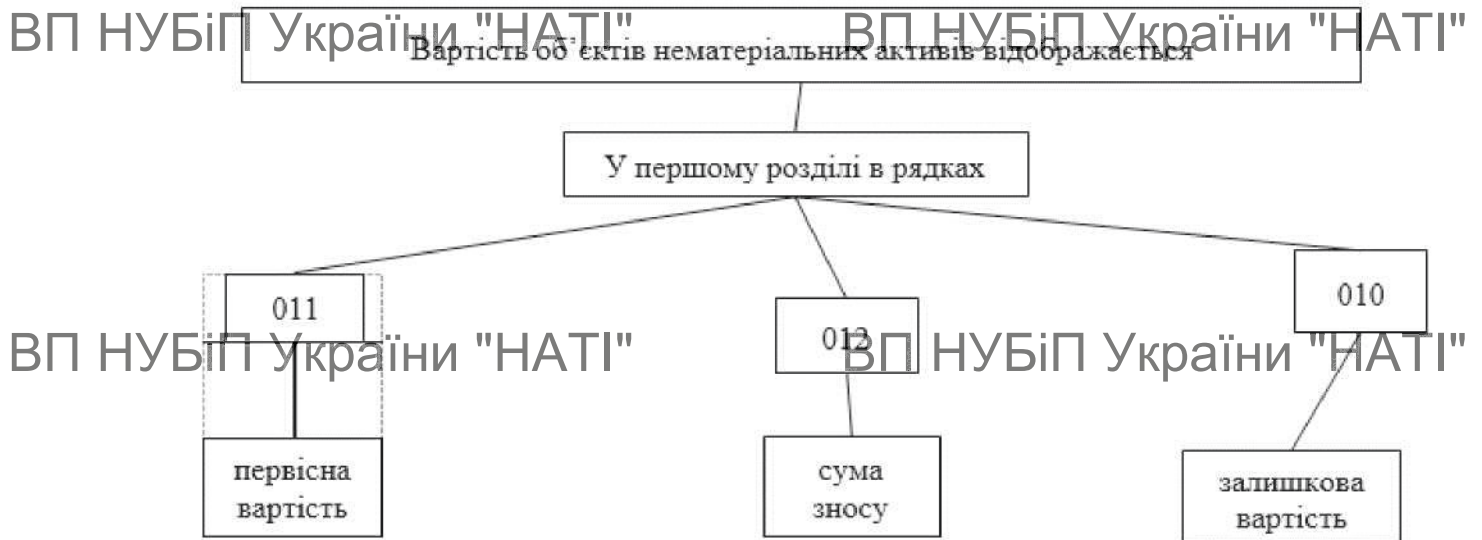 ВП НУБіП України "НАТІ" ВП НУБіП України "НАТІ"
Вартість об'єктів нематеріальних активів відображається
У першому розділі в рядках
011
012
010
ВП НУБіП України "НАТІ" ВП НУБіП України "НАТІ"
первісна
вартість
сума
зносу
залишкова
вартість